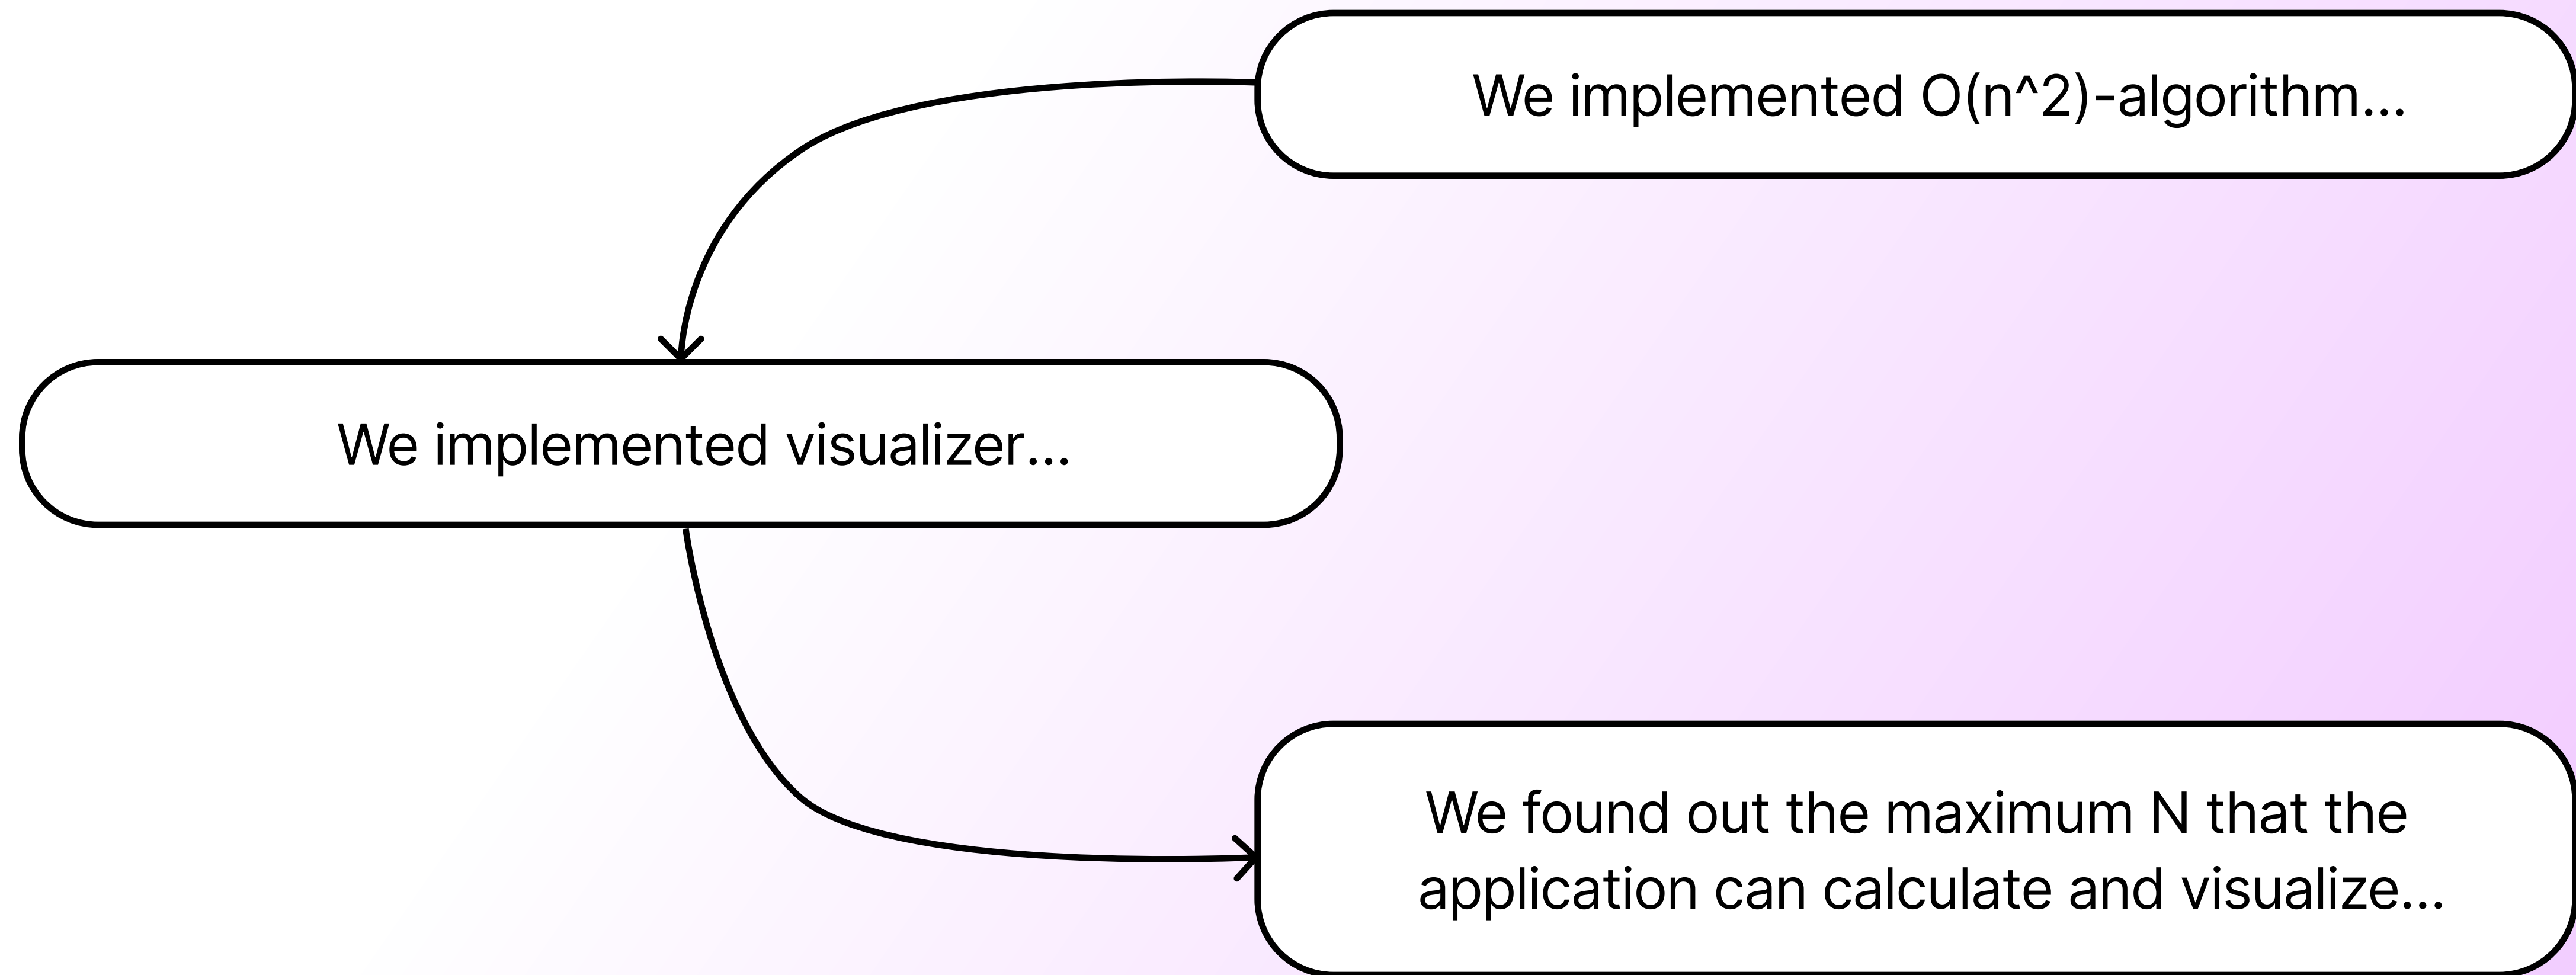 We implemented O(n^2)-algorithm...
We implemented visualizer...
We found out the maximum N that the
application can calculate and visualize...